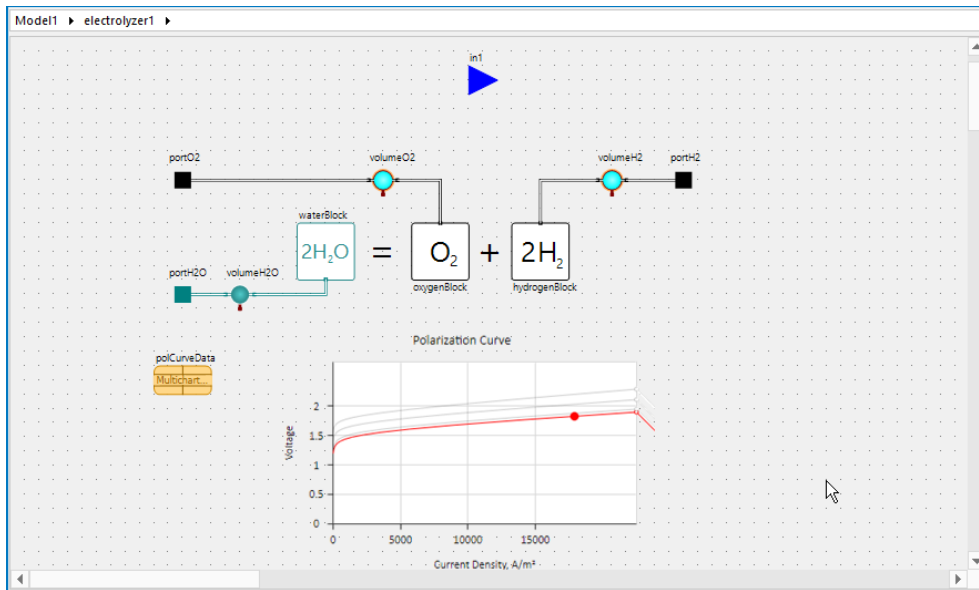 Model1 ▸ electrolyzer1 ▸
in1
portO2 volumeO2 volumeH2 portH2
waterBlock
2H₂O = O₂ + 2H₂
portH2O volumeH2O oxygenBlock hydrogenBlock
Polarization Curve
polCurveData
Multichart...
Voltage
2
1.5
1
0.5
0
0 5000 10000 15000
Current Density, A/m²